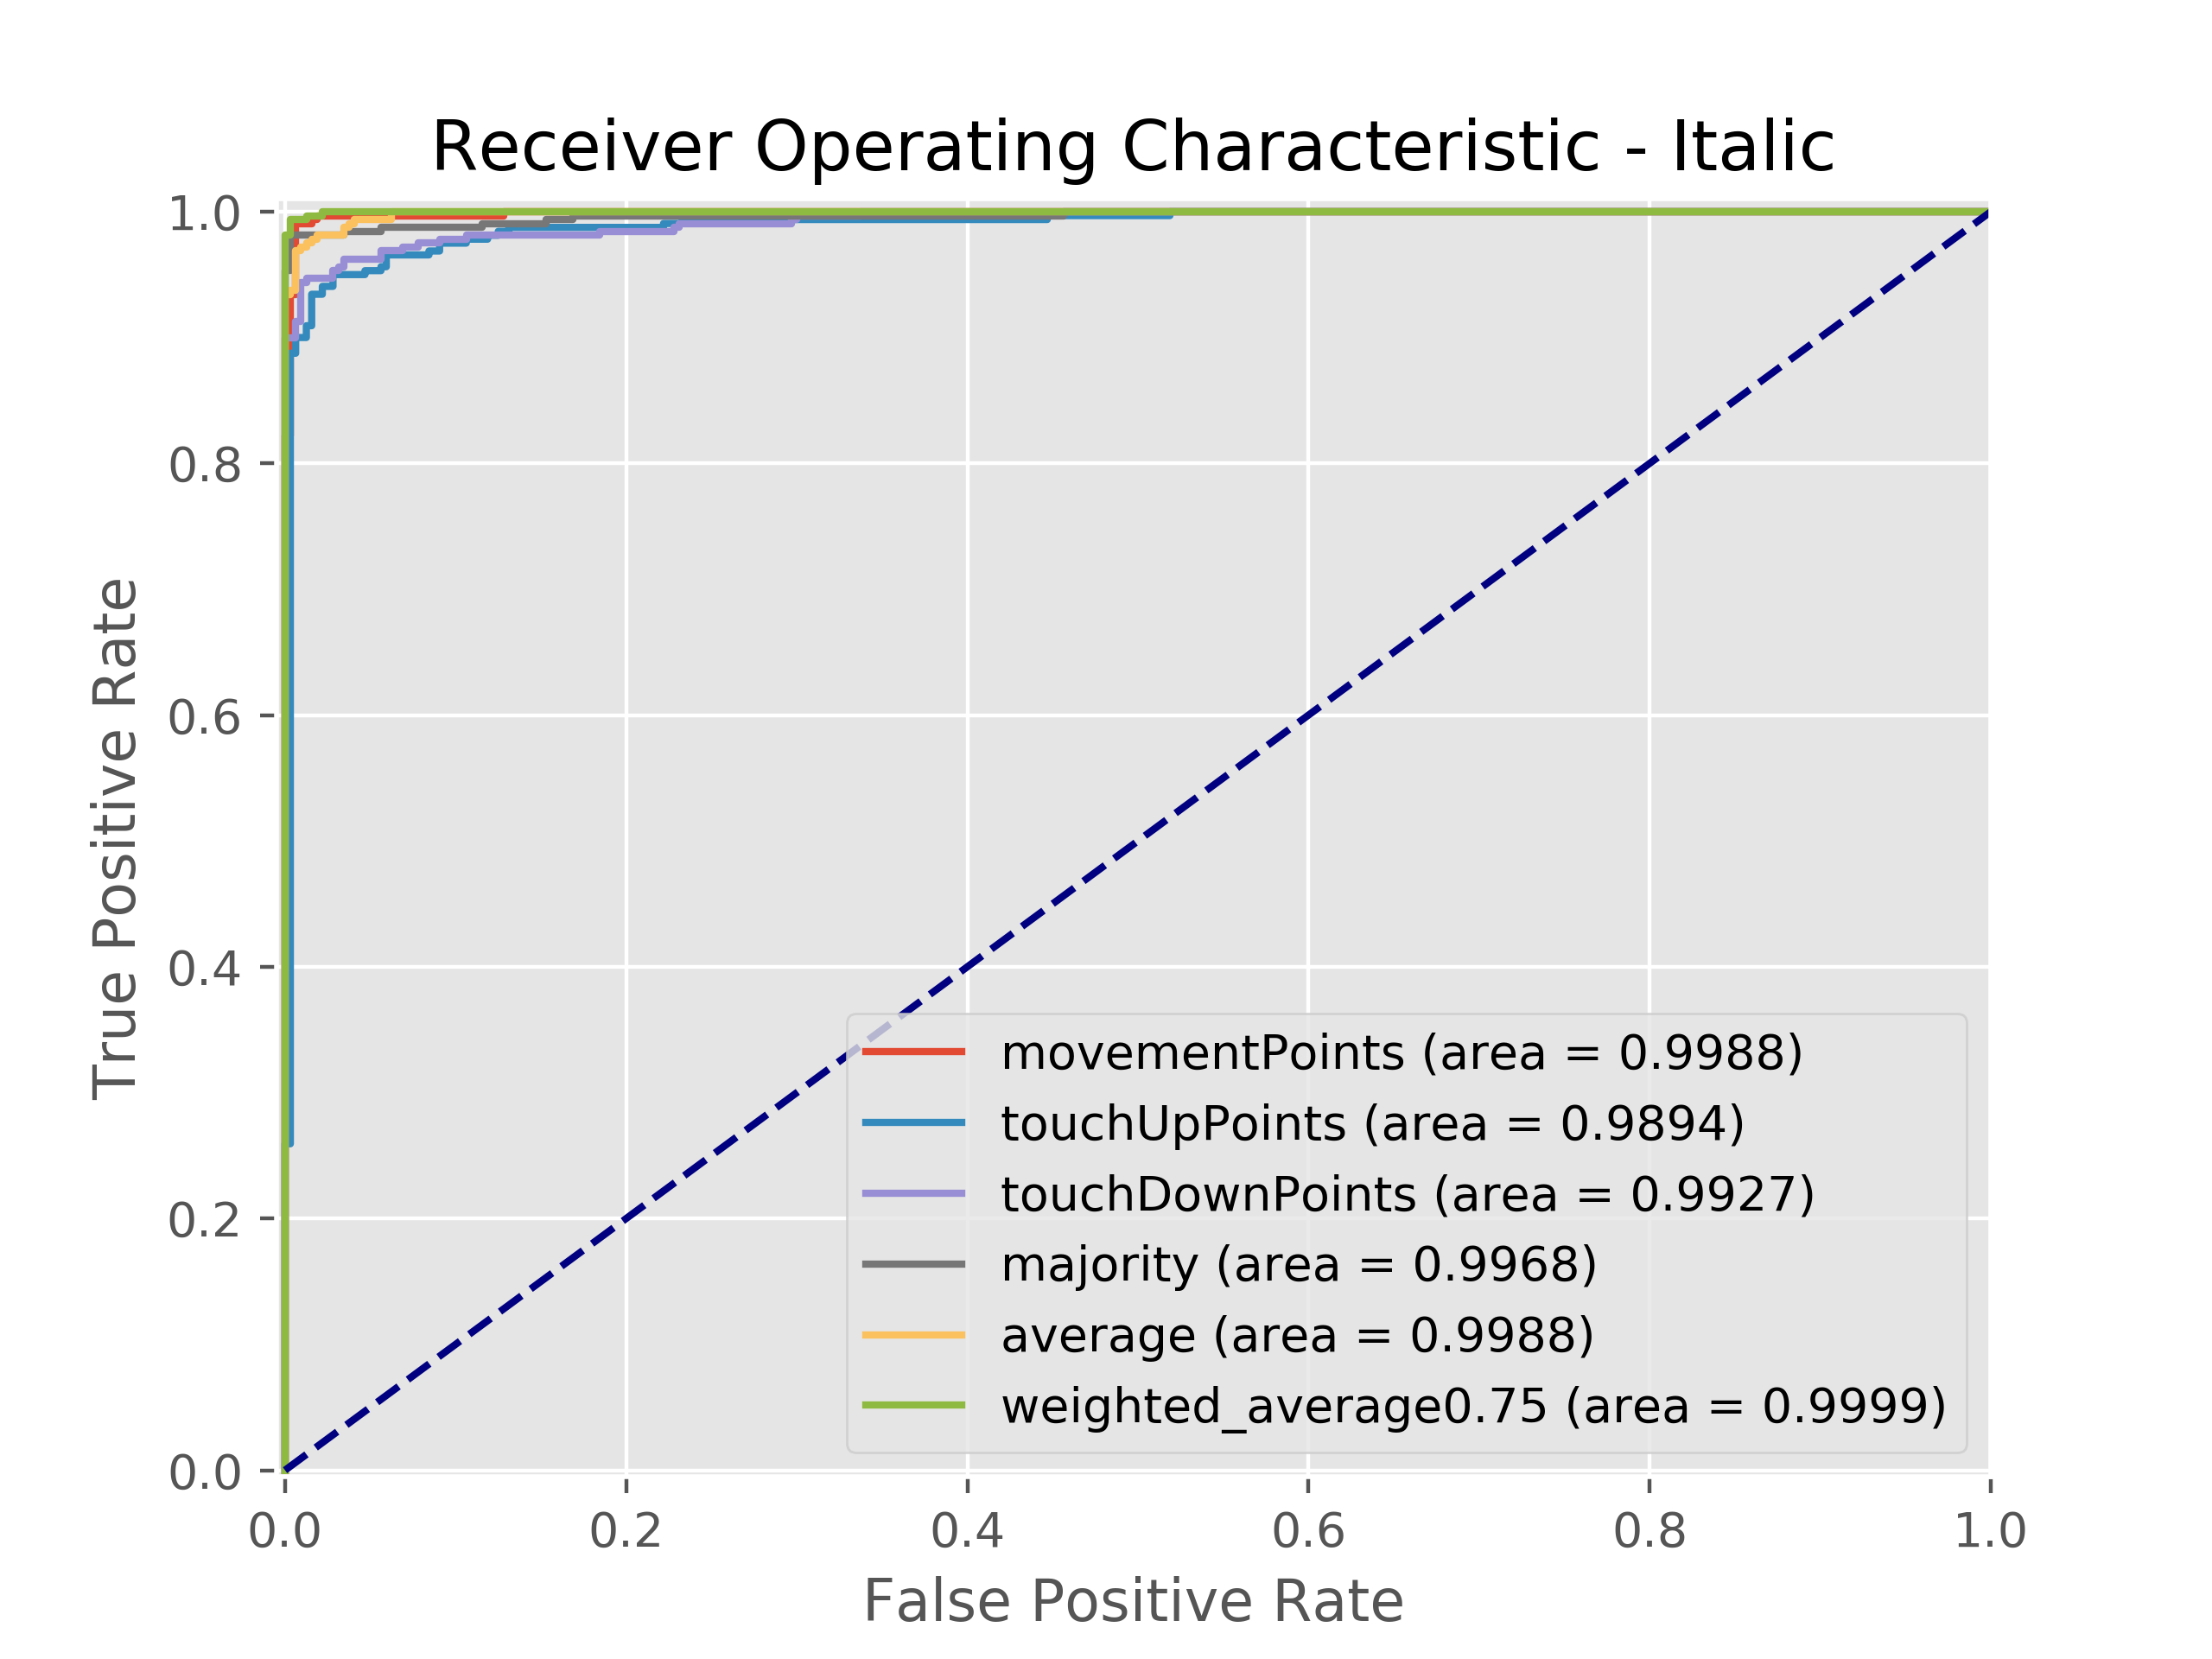 Receiver Operating Characteristic - Italic
1.0
0.8
0.6
0.4
0.2
0.0
True Positive Rate
movementPoints (area = 0.9988)
touchUpPoints (area = 0.9894)
touchDownPoints (area = 0.9927)
majority (area = 0.9968)
average (area = 0.9988)
weighted_average0.75 (area = 0.9999)
0.0 0.2 0.4 0.6 0.8 1.0
False Positive Rate